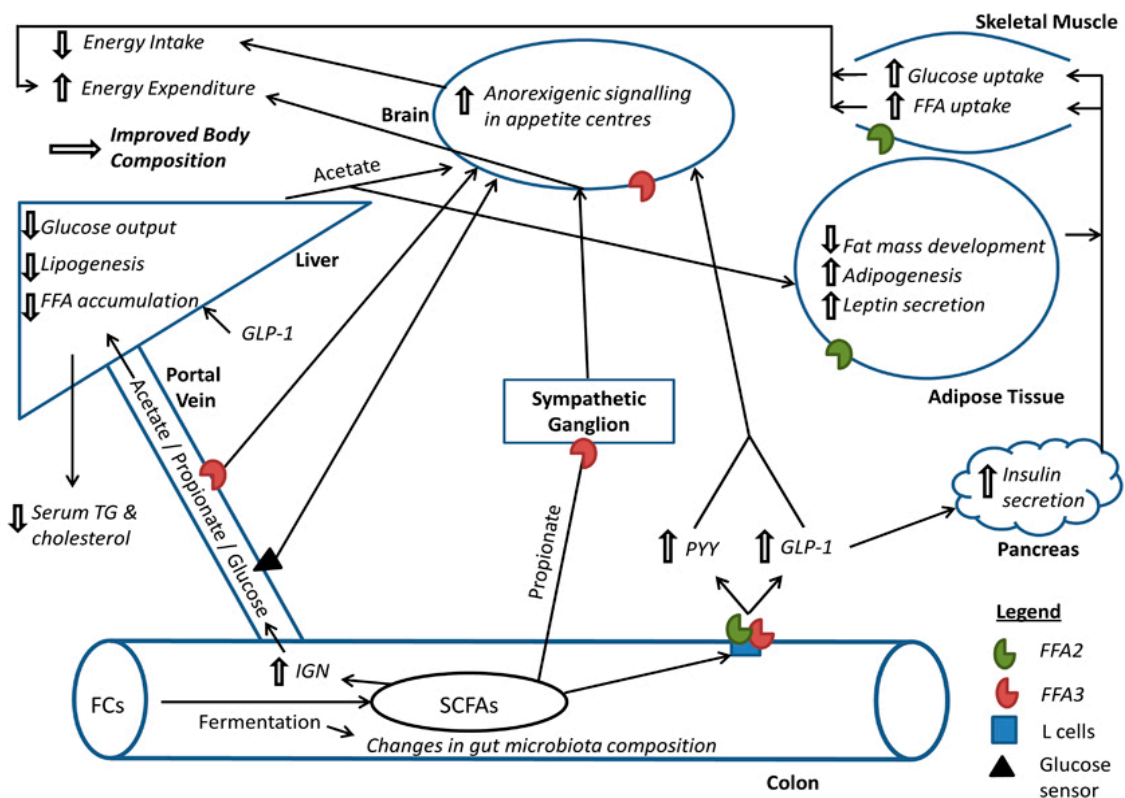 Skeletal Muscle
Energy Intake
Energy Expenditure
Improved Body
Composition
Brain
Anorexigenic signalling
in appetite centres
Glucose uptake
FFA uptake
Acetate
Glucose output
Lipogenesis
FFA accumulation
Liver
GLP-1
Fat mass development
Adipogenesis
Leptin secretion
Adipose Tissue
Portal
Vein
Acetate / Propionate / Glucose
Sympathetic
Ganglion
Serum TG &
cholesterol
Propionate
PYY
GLP-1
Insulin
secretion
Pancreas
IGN
FCs
SCFAs
Fermentation
Changes in gut microbiota composition
Colon
Legend
FFA2
FFA3
L cells
Glucose
sensor